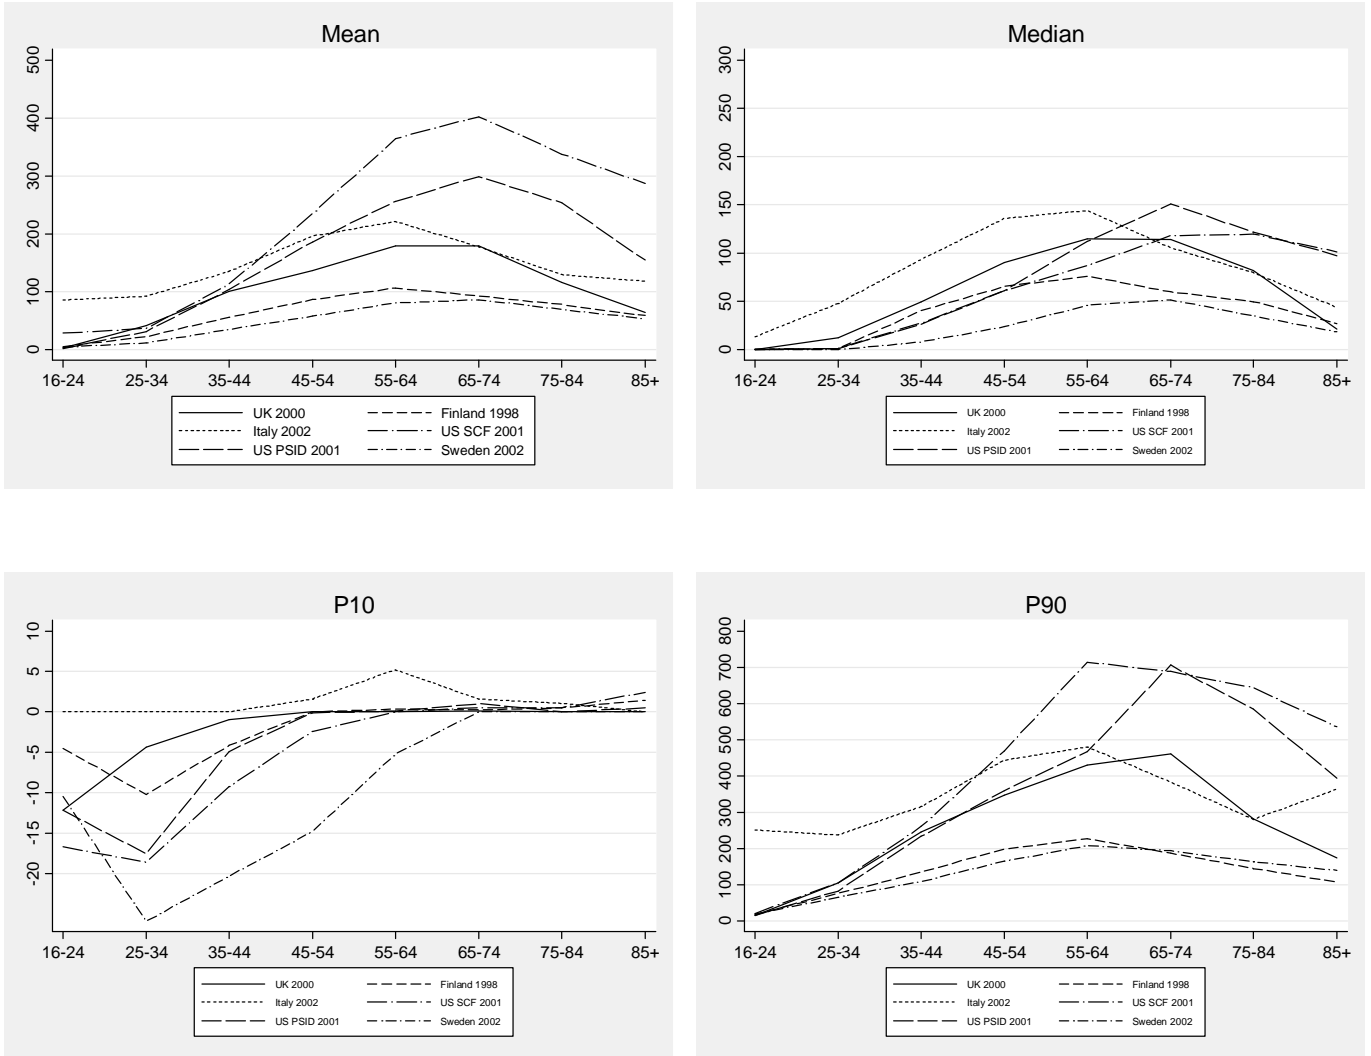 Mean
500
400
300
200
100
0
16-24 25-34 35-44 45-54 55-64 65-74 75-84 85+
UK 2000 Finland 1998
Italy 2002 US SCF 2001
US PSID 2001 Sweden 2002
Median
300
250
200
150
100
50
0
16-24 25-34 35-44 45-54 55-64 65-74 75-84 85+
UK 2000 Finland 1998
Italy 2002 US SCF 2001
US PSID 2001 Sweden 2002
P10
10
5
0
-5
-10
-15
-20
16-24 25-34 35-44 45-54 55-64 65-74 75-84 85+
UK 2000 Finland 1998
Italy 2002 US SCF 2001
US PSID 2001 Sweden 2002
P90
800
700
600
500
400
300
200
100
0
16-24 25-34 35-44 45-54 55-64 65-74 75-84 85+
UK 2000 Finland 1998
Italy 2002 US SCF 2001
US PSID 2001 Sweden 2002